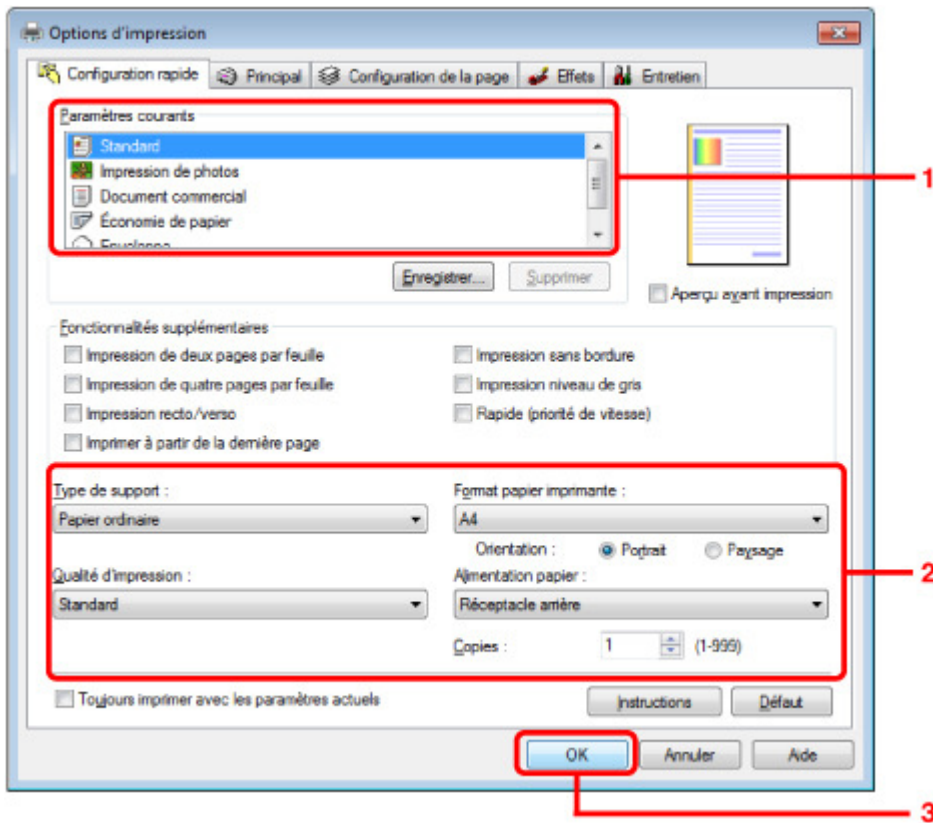 Options d'impression
Configuration rapide Principal Configuration de la page Effets Entretien
Paramètres courants
Standard
Impression de photos
Document commercial
Économie de papier
Enveloppe
1
Enregistrer... Supprimer
Aperçu avant impression
Fonctionnalités supplémentaires
Impression de deux pages par feuille Impression sans bordure
Impression de quatre pages par feuille Impression niveau de gris
Impression recto/verso Rapide (priorité de vitesse)
Imprimer à partir de la dernière page
Type de support : Format papier imprimante :
Papier ordinaire A4
Orientation : Portrait Paysage
2
Qualité d'impression : Alimentation papier :
Standard Réceptacle arrière
Copies : 1 (1-999)
Toujours imprimer avec les paramètres actuels Instructions Défaut
OK Annuler Aide
3